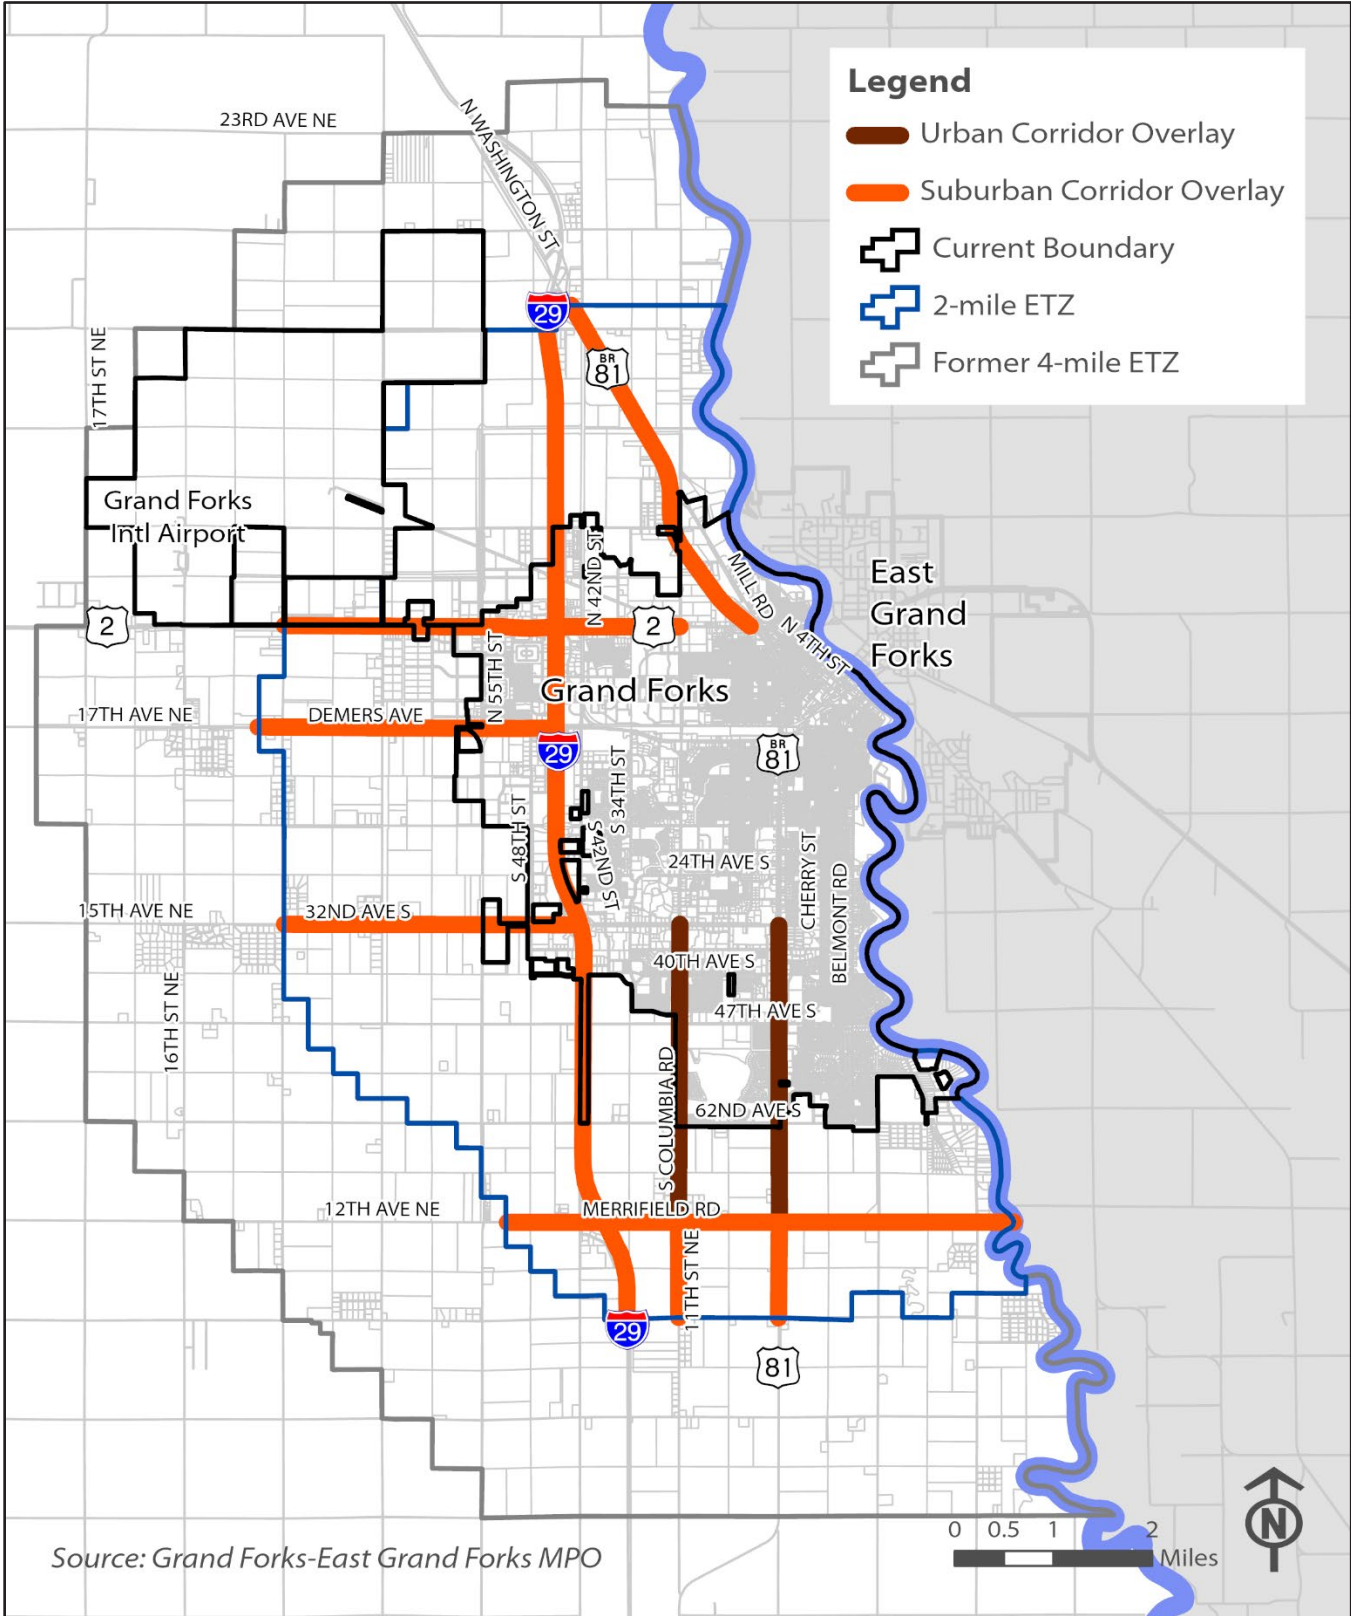 Legend
Urban Corridor Overlay
Suburban Corridor Overlay
Current Boundary
2-mile ETZ
Former 4-mile ETZ
23RD AVE NE
N WASHINGTON ST
29
BR
81
17TH ST NE
Grand Forks
Intl Airport
N 42ND ST
MILL RD
East
Grand
Forks
2
2
N 4TH ST
N 55TH ST
Grand Forks
17TH AVE NE
DEMERS AVE
29
BR
81
S 34TH ST
S 48TH ST
S 42ND ST
24TH AVE S
CHERRY ST
BELMONT RD
15TH AVE NE
32ND AVE S
40TH AVE S
16TH ST NE
47TH AVE S
S COLUMBIA RD
62ND AVE S
12TH AVE NE
MERRIFIELD RD
11TH ST NE
29
81
N
0 0.5 1 2
Miles
Source: Grand Forks-East Grand Forks MPO